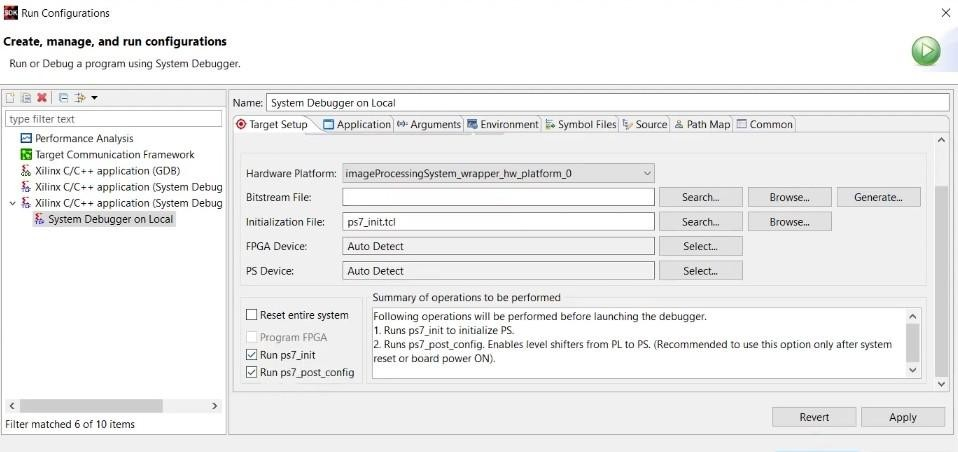 SDK Run Configurations
Create, manage, and run configurations
Run or Debug a program using System Debugger.
type filter text
Performance Analysis
Target Communication Framework
Xilinx C/C++ application (GDB)
Xilinx C/C++ application (System Debug
Xilinx C/C++ application (System Debug
System Debugger on Local
Filter matched 6 of 10 items
Name: System Debugger on Local
Target Setup Application Arguments Environment Symbol Files Source Path Map Common
Hardware Platform: imageProcessingSystem_wrapper_hw_platform_0
Bitstream File: Search... Browse... Generate...
Initialization File: ps7_init.tcl Search... Browse...
FPGA Device: Auto Detect Select...
PS Device: Auto Detect Select...
Reset entire system
Program FPGA
Run ps7_init
Run ps7_post_config
Summary of operations to be performed
Following operations will be performed before launching the debugger.
1. Runs ps7_init to initialize PS.
2. Runs ps7_post_config. Enables level shifters from PL to PS. (Recommended to use this option only after system
reset or board power ON).
Revert Apply